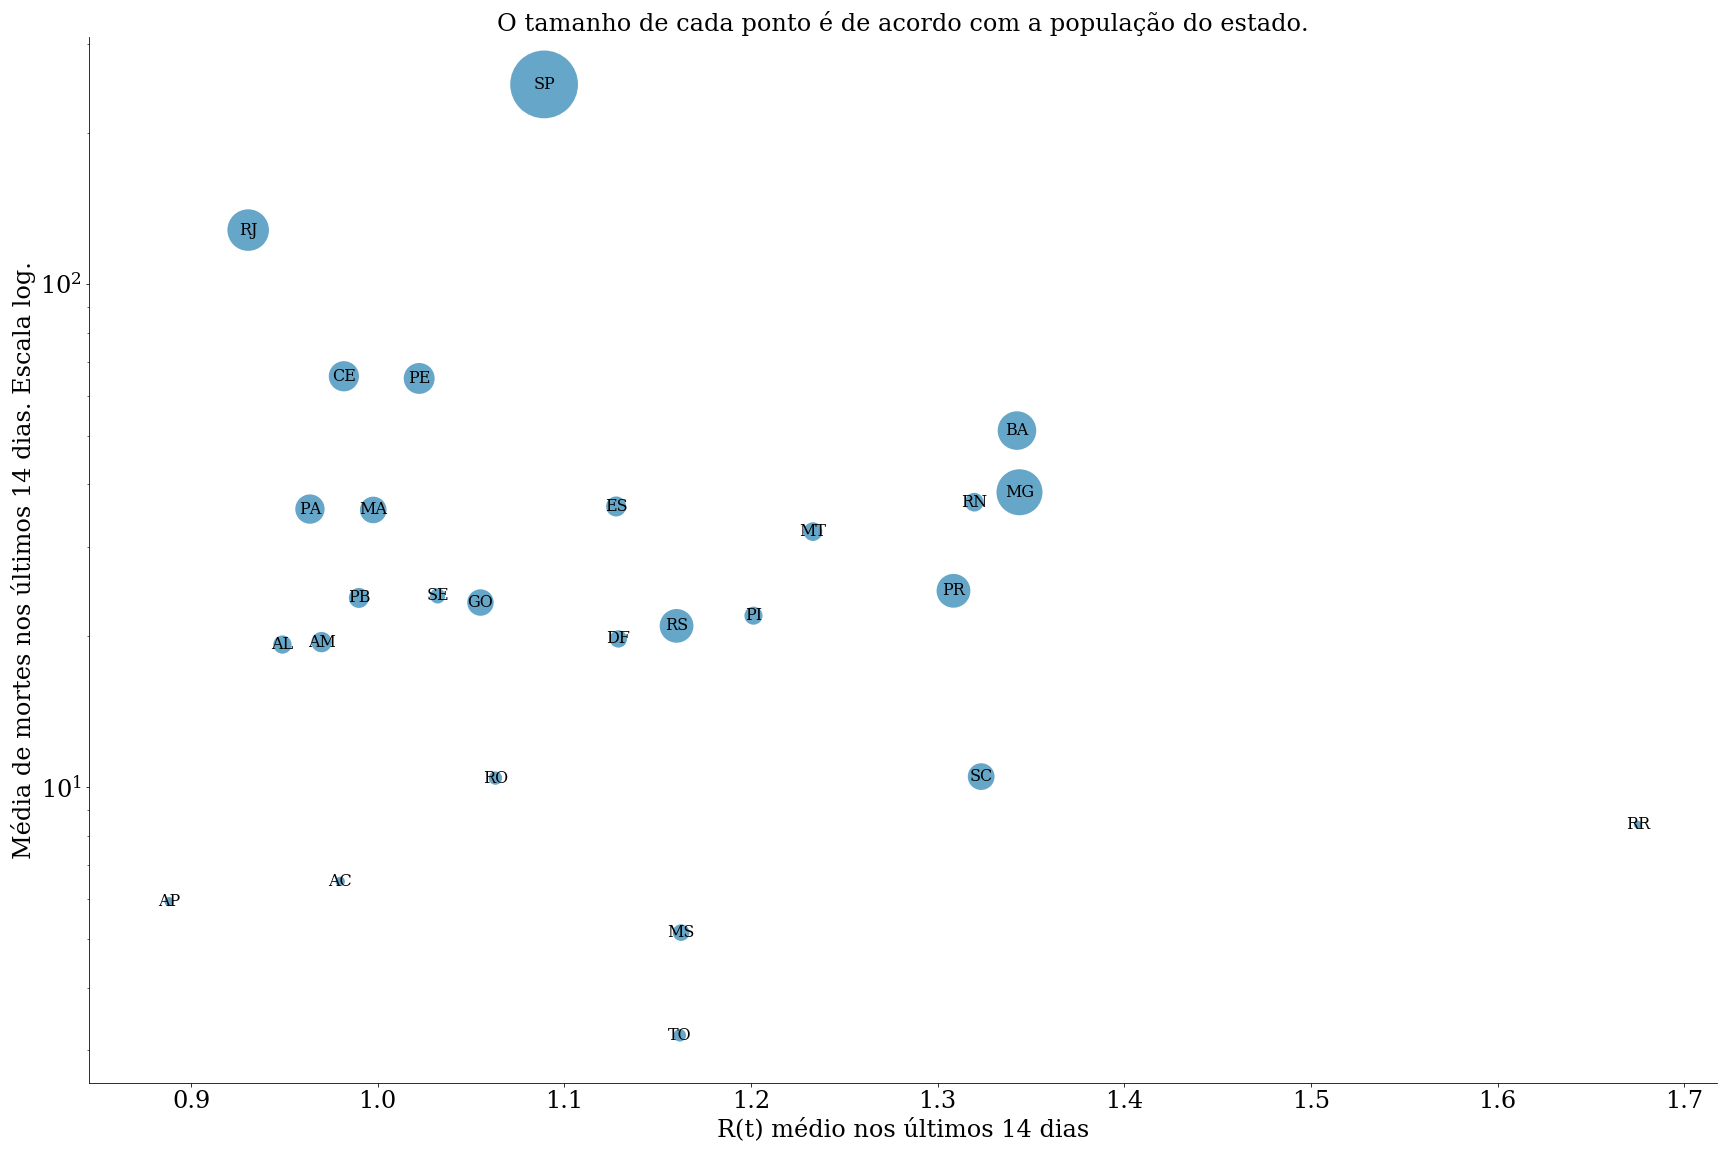 O tamanho de cada ponto é de acordo com a população do estado.
SP
RJ
10²
CE
PE
BA
MG
RN
ES
PA
MA
MT
PR
PB
SE
GO
PI
RS
DF
AL
AM
RO
SC
10¹
RR
AC
AP
MS
TO
Média de mortes nos últimos 14 dias. Escala log.
0.9 1.0 1.1 1.2 1.3 1.4 1.5 1.6 1.7
R(t) médio nos últimos 14 dias